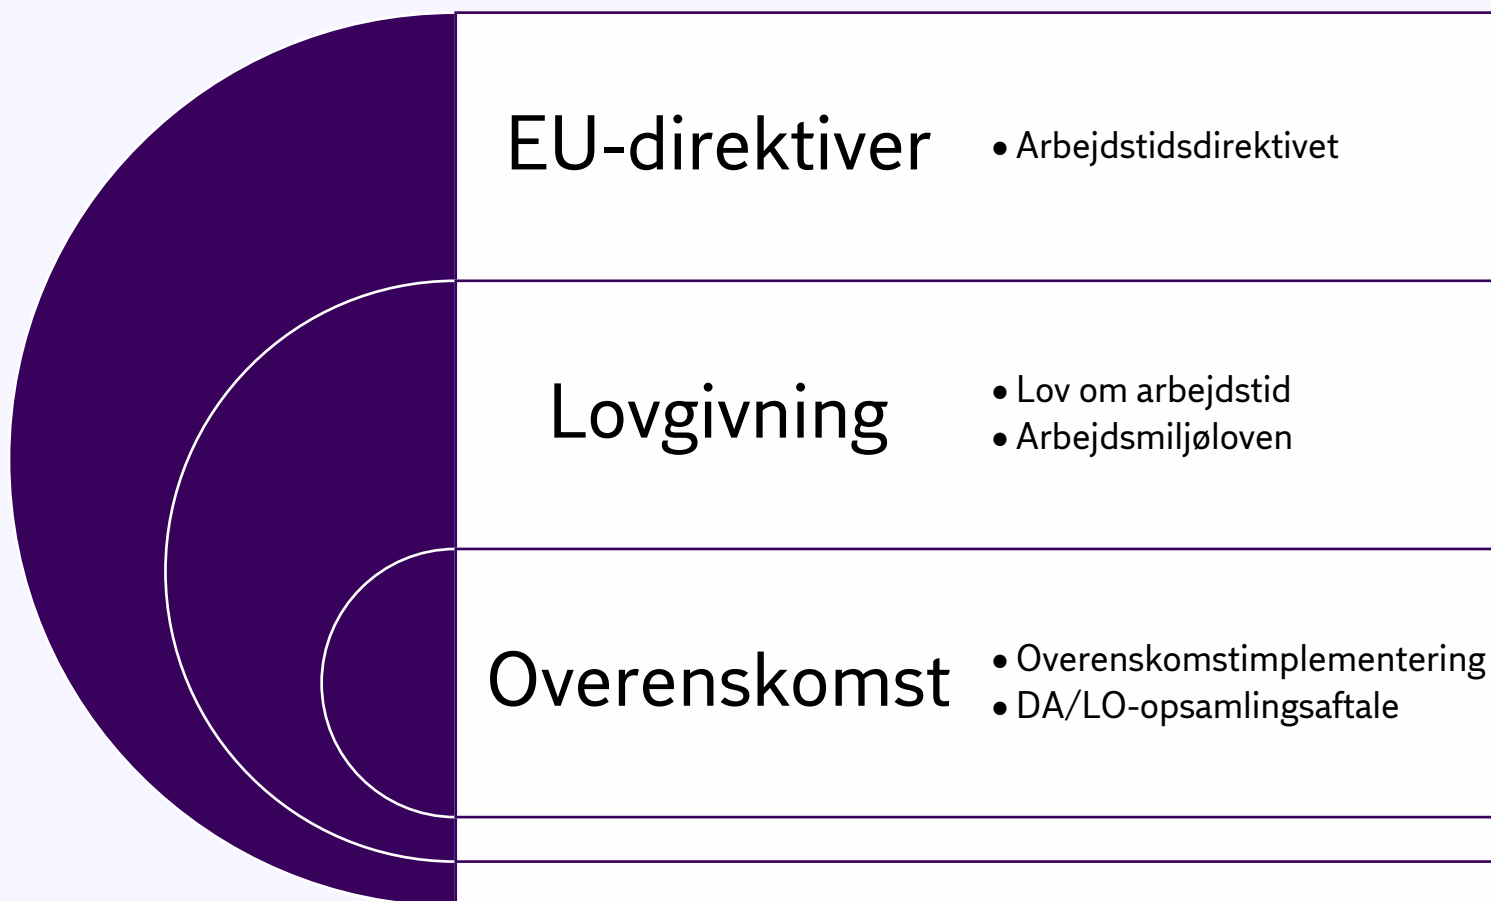 EU-direktiver
• Arbejdstidsdirektivet
Lovgivning
• Lov om arbejdstid
• Arbejdsmiljøloven
Overenskomst
• Overenskomstimplementering
• DA/LO-opsamlingsaftale